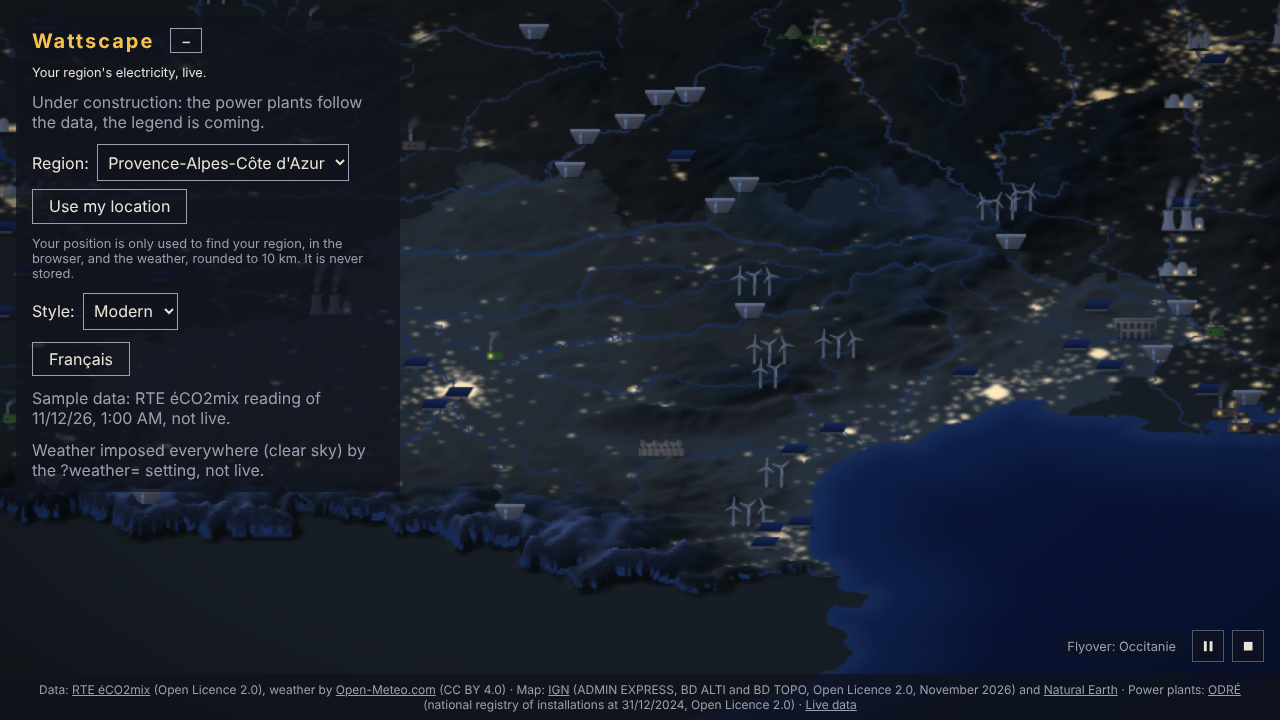 Wattscape –
Your region's electricity, live.
Under construction: the power plants follow
the data, the legend is coming.
Region: Provence-Alpes-Côte d'Azur
Use my location
Your position is only used to find your region, in the
browser, and the weather, rounded to 10 km. It is never
stored.
Style: Modern
Français
Sample data: RTE éCO2mix reading of
11/12/26, 1:00 AM, not live.
Weather imposed everywhere (clear sky) by
the ?weather= setting, not live.
Flyover: Occitanie
Data: RTE éCO2mix (Open Licence 2.0), weather by Open-Meteo.com (CC BY 4.0) · Map: IGN (ADMIN EXPRESS, BD ALTI and BD TOPO, Open Licence 2.0, November 2026) and Natural Earth · Power plants: ODRÉ
(national registry of installations at 31/12/2024, Open Licence 2.0) · Live data